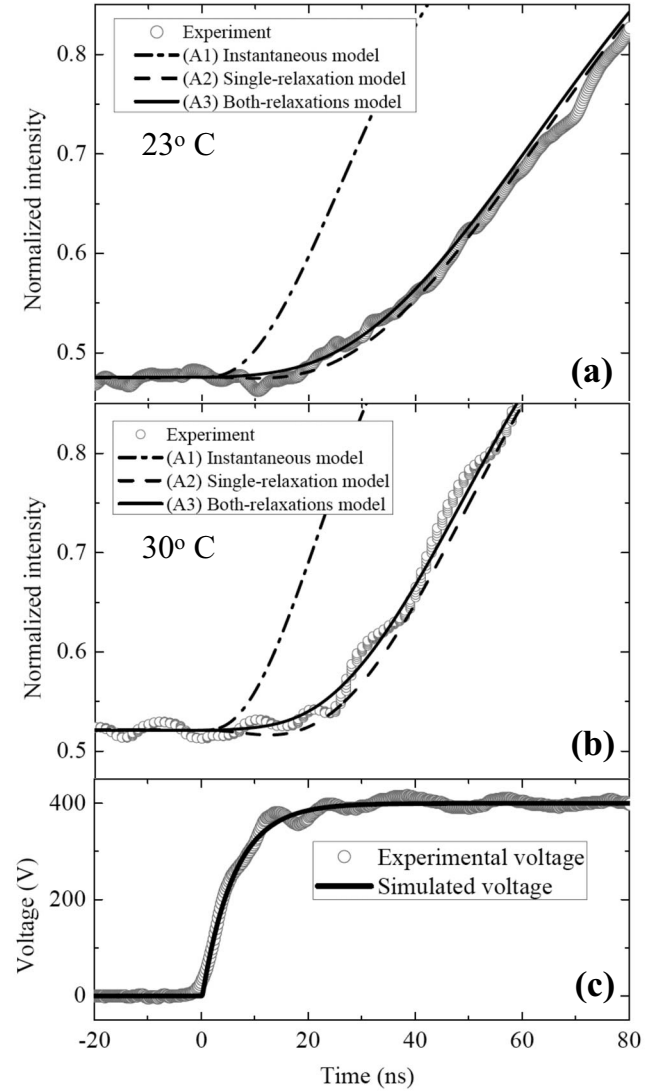 0.8
0.7
0.6
0.5
Normalized intensity
Experiment
(A1) Instantaneous model
(A2) Single-relaxation model
(A3) Both-relaxations model
23° C
(a)
0.8
0.7
0.6
0.5
Normalized intensity
Experiment
(A1) Instantaneous model
(A2) Single-relaxation model
(A3) Both-relaxations model
30° C
(b)
400
200
0
Voltage (V)
Experimental voltage
Simulated voltage
(c)
-20 0 20 40 60 80
Time (ns)